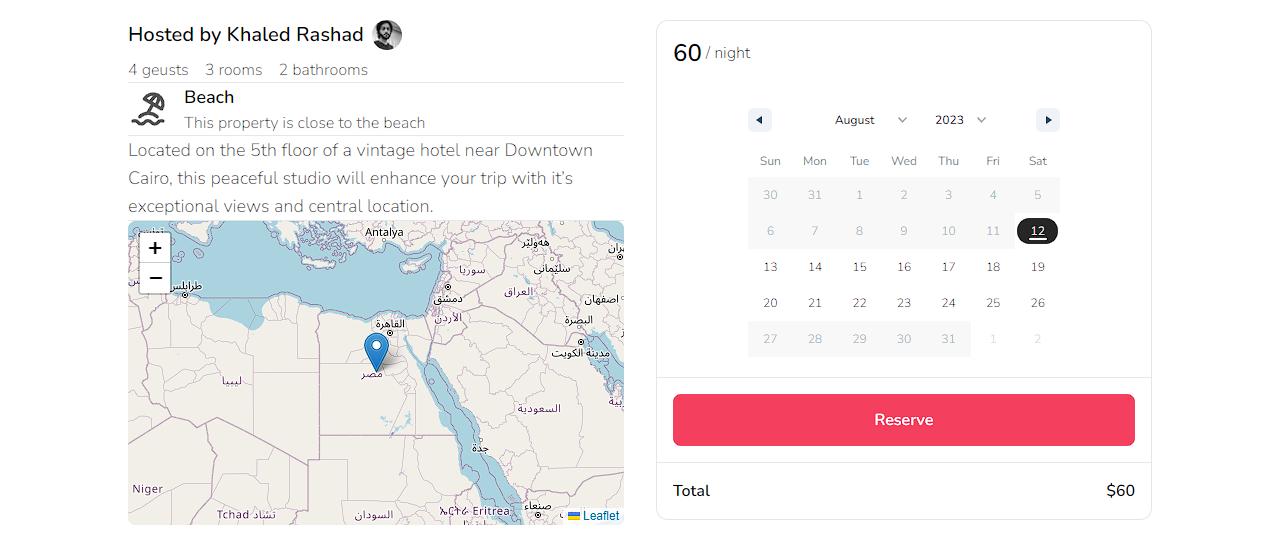 Hosted by Khaled Rashad
4 geusts 3 rooms 2 bathrooms
Beach
This property is close to the beach
Located on the 5th floor of a vintage hotel near Downtown
Cairo, this peaceful studio will enhance your trip with it's
exceptional views and central location.
+
−
Antalya
هەولێر
سلێمانی
سوريا
طرابلس
دمشق
العراق
اصفهان
الأردن
القاهرة
البصرة
مدينة الكويت
مصر
ليبيا
السعودية
جدة
Niger
Tchad تشاد
السودان
ኤርትራ Eritrea
صنعاء
Leaflet
60 / night
August 2023
Sun Mon Tue Wed Thu Fri Sat
30 31 1 2 3 4 5
6 7 8 9 10 11 12
13 14 15 16 17 18 19
20 21 22 23 24 25 26
27 28 29 30 31 1 2
Reserve
Total $60